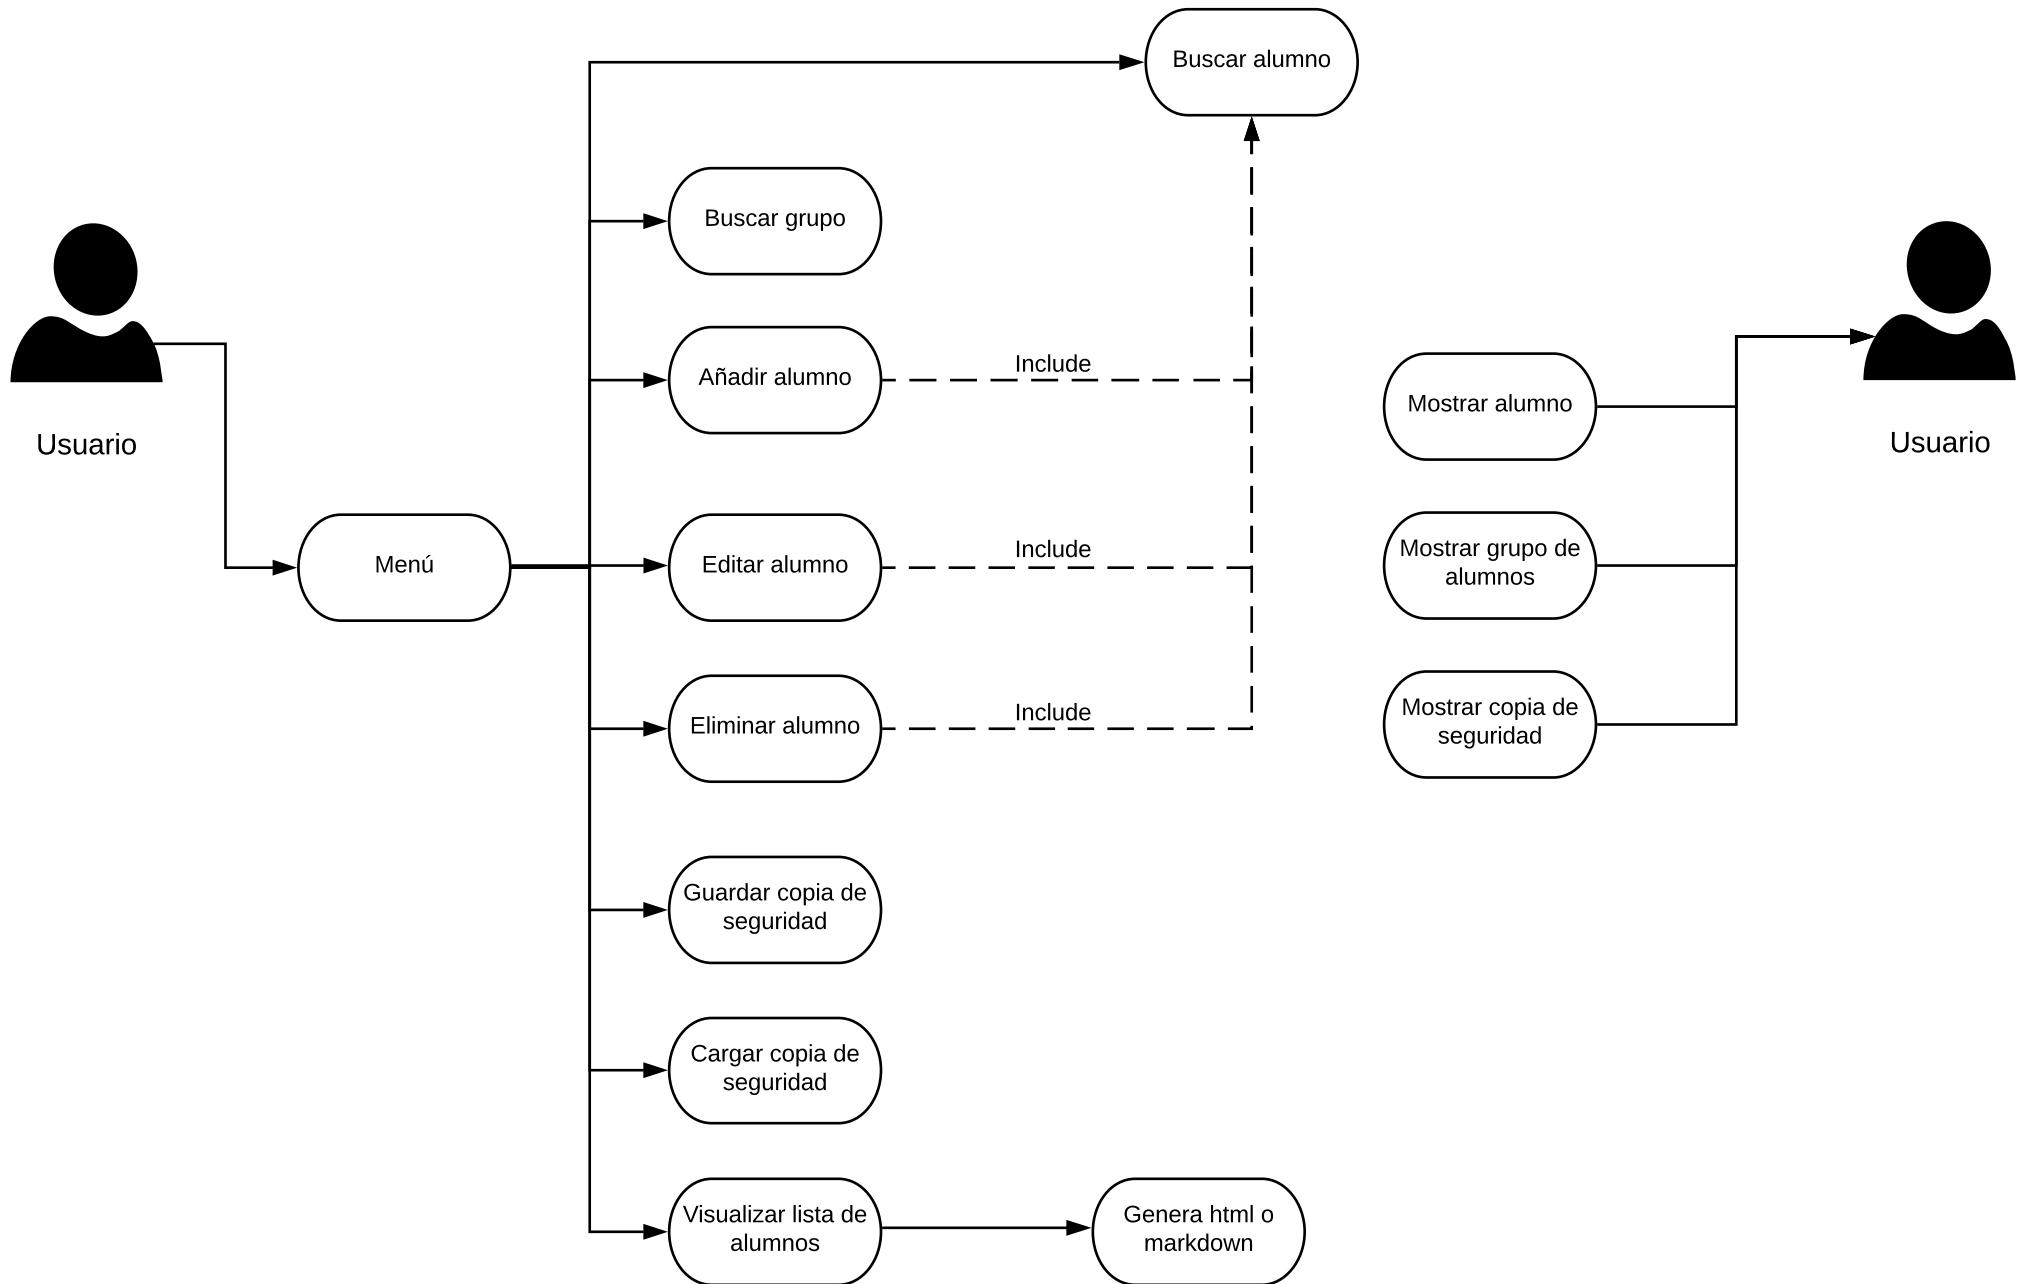 Buscar alumno
Buscar grupo
Añadir alumno
Include
Mostrar alumno
Usuario
Usuario
Menú
Editar alumno
Include
Mostrar grupo de
alumnos
Eliminar alumno
Include
Mostrar copia de
seguridad
Guardar copia de
seguridad
Cargar copia de
seguridad
Visualizar lista de
alumnos
Genera html o
markdown